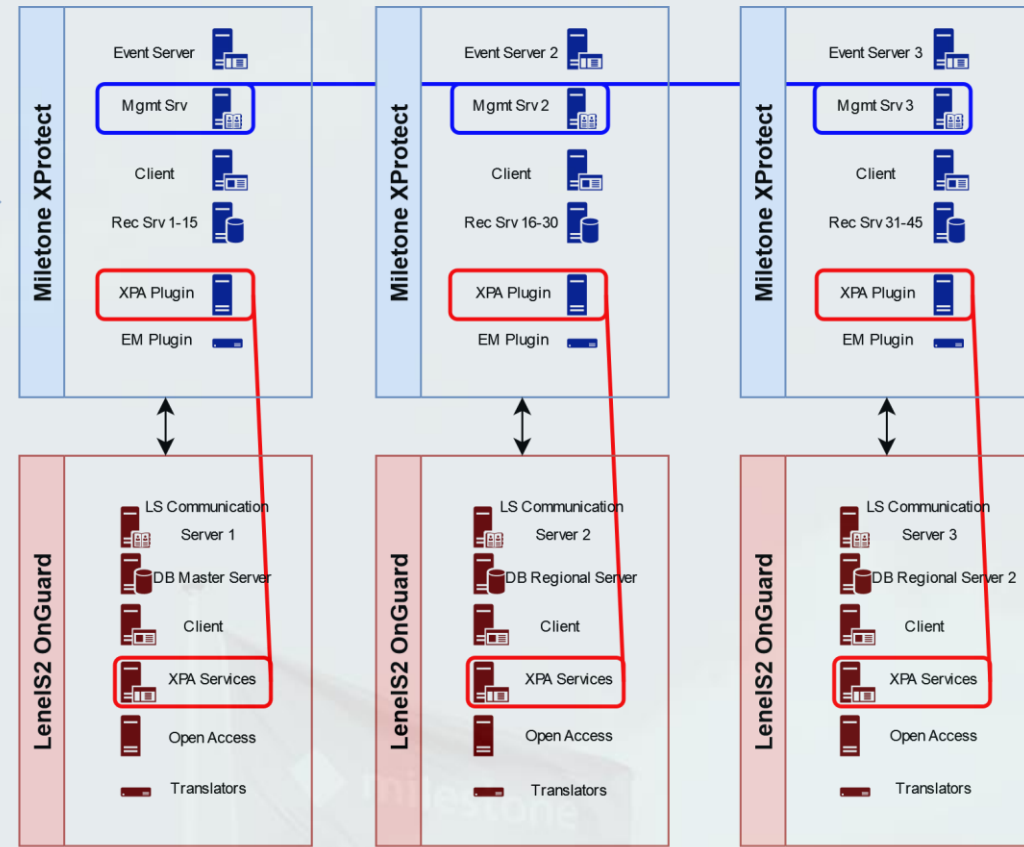 Miletone XProtect
Event Server
Mgmt Srv
Client
Rec Srv 1-15
XPA Plugin
EM Plugin
Miletone XProtect
Event Server 2
Mgmt Srv 2
Client
Rec Srv 16-30
XPA Plugin
EM Plugin
Miletone XProtect
Event Server 3
Mgmt Srv 3
Client
Rec Srv 31-45
XPA Plugin
EM Plugin
LenelS2 OnGuard
LS Communication
Server 1
DB Master Server
Client
XPA Services
Open Access
Translators
LenelS2 OnGuard
LS Communication
Server 2
DB Regional Server
Client
XPA Services
Open Access
Translators
LenelS2 OnGuard
LS Communication
Server 3
DB Regional Server 2
Client
XPA Services
Open Access
Translators
milestone